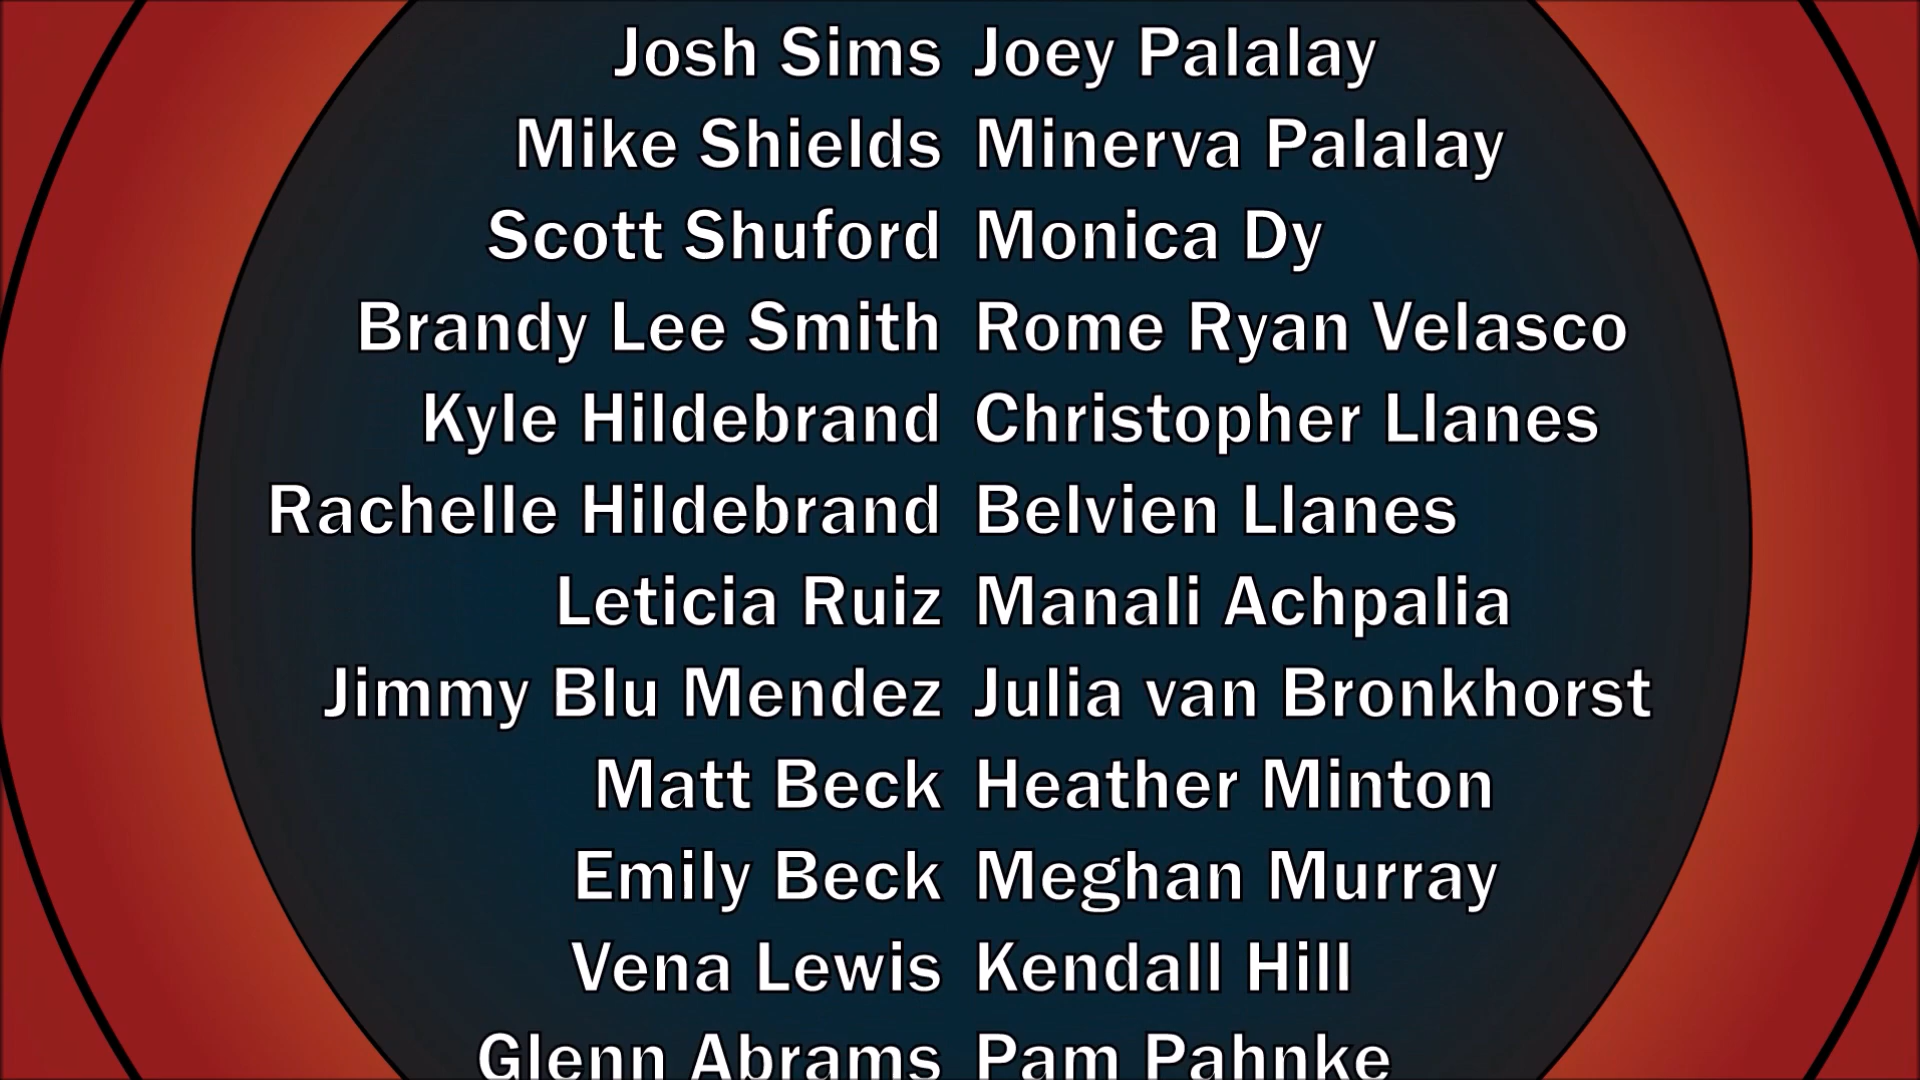 Josh Sims Joey Palalay
Mike Shields Minerva Palalay
Scott Shuford Monica Dy
Brandy Lee Smith Rome Ryan Velasco
Kyle Hildebrand Christopher Llanes
Rachelle Hildebrand Belvien Llanes
Leticia Ruiz Manali Achpalia
Jimmy Blu Mendez Julia van Bronkhorst
Matt Beck Heather Minton
Emily Beck Meghan Murray
Vena Lewis Kendall Hill
Glenn Abrams Pam Pahnke